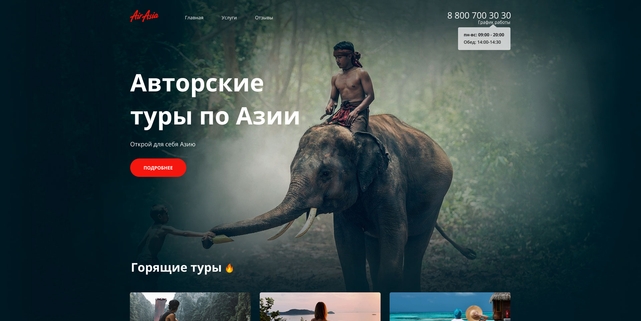 AirAsia
Главная Услуги Отзывы
8 800 700 30 30
График работы
пн-вс: 09:00 - 20:00
Обед: 14:00-14:30
Авторские
туры по Азии
Открой для себя Азию
ПОДРОБНЕЕ
Горящие туры